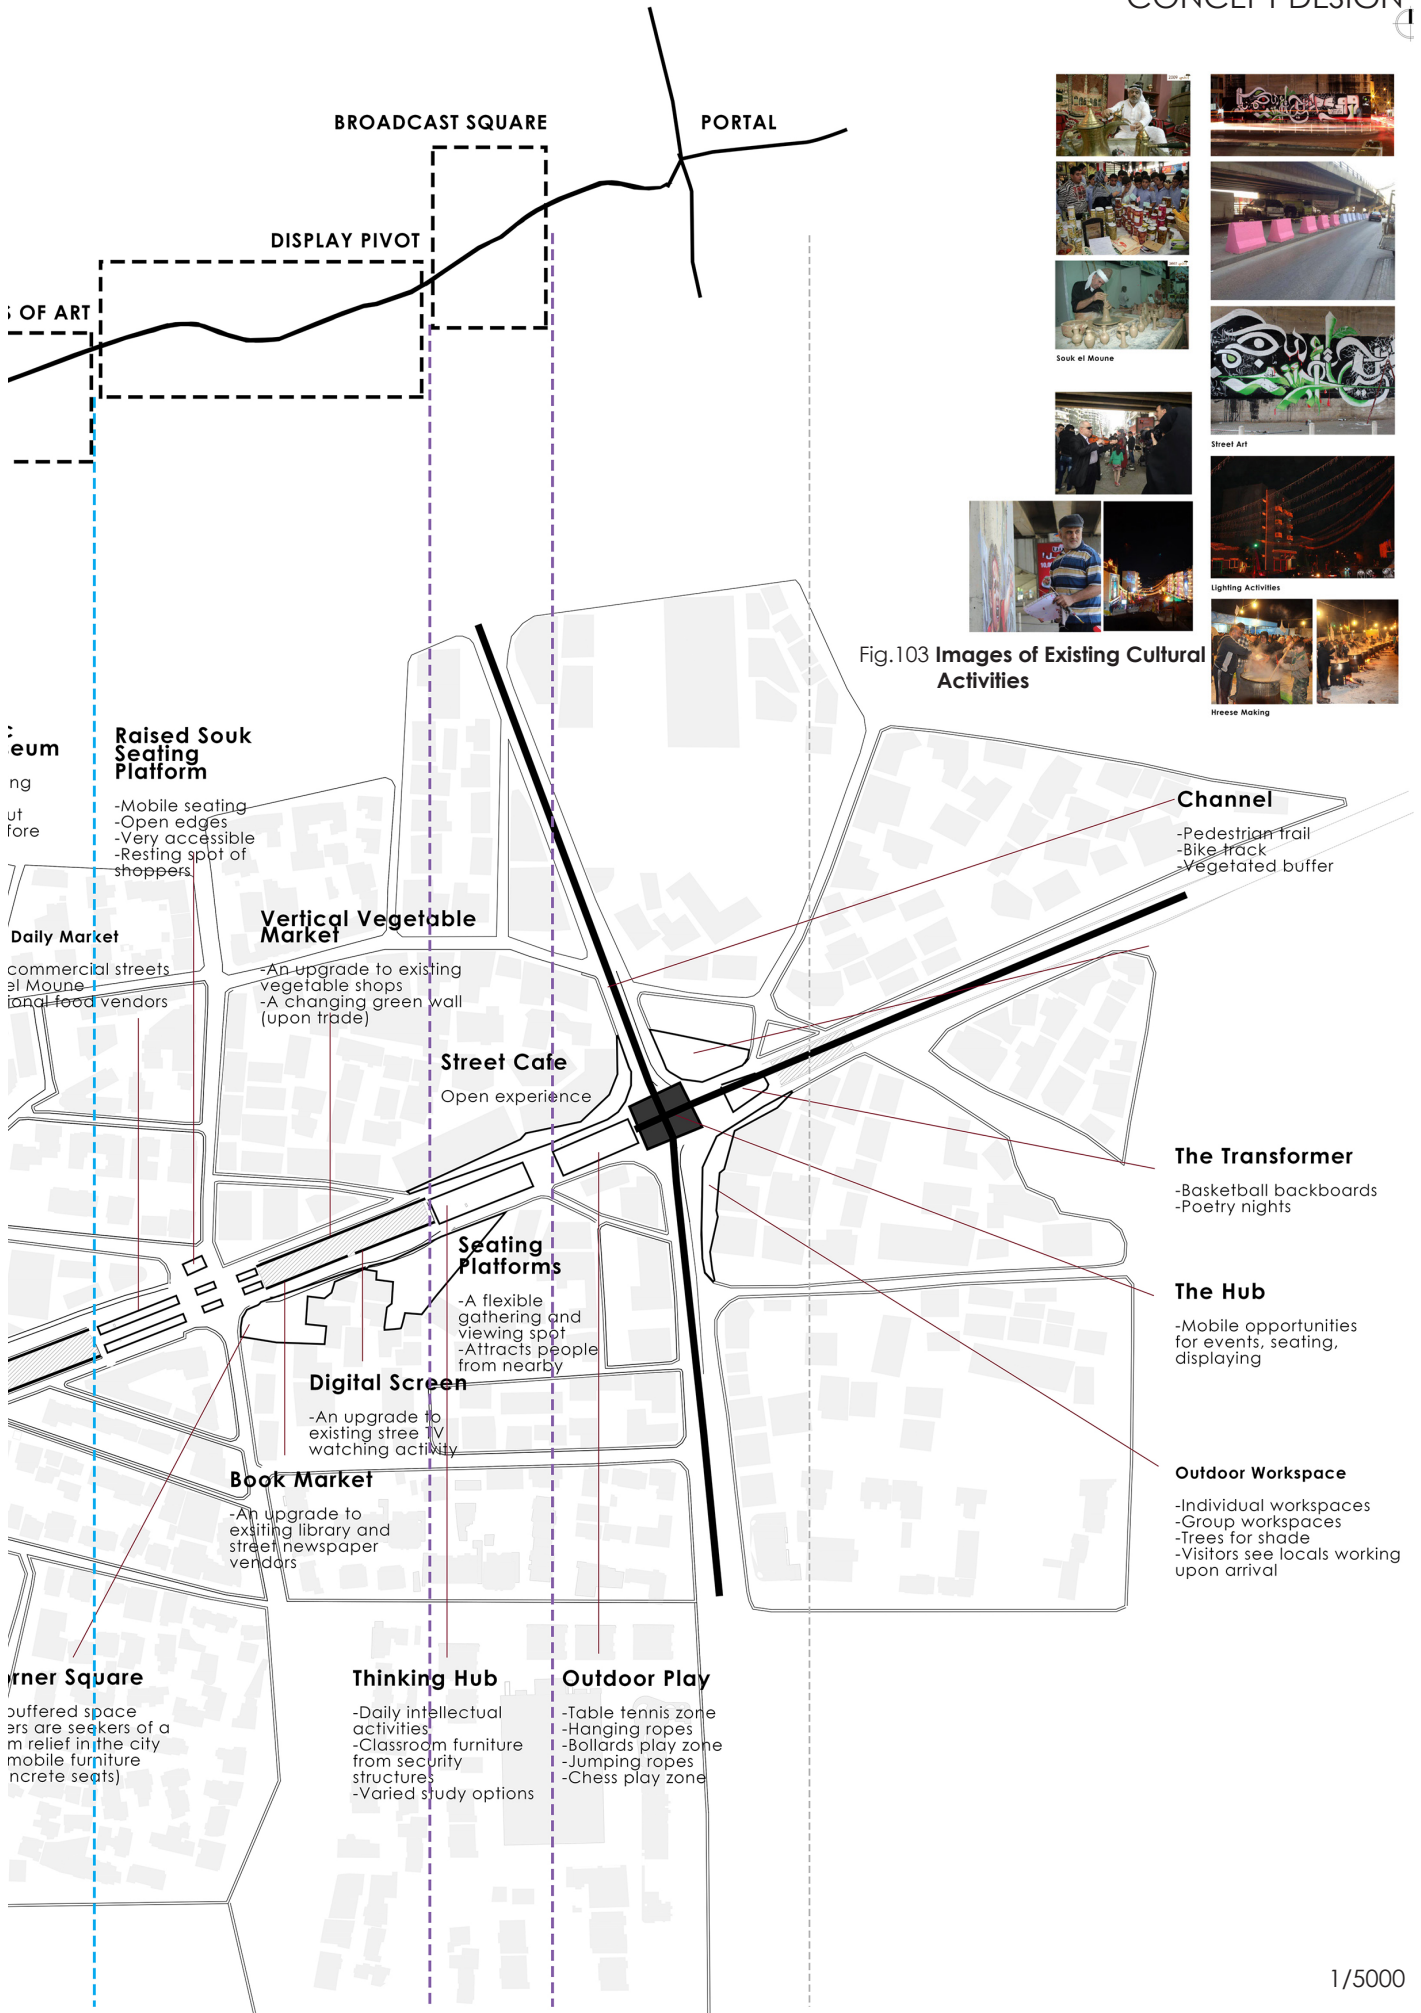 CONCEPT DESIGN
BROADCAST SQUARE
PORTAL
DISPLAY PIVOT
OF ART
Souk el Moune
Street Art
Lighting Activities
Hreese Making
Fig.103 Images of Existing Cultural
Activities
eum
ng
ut
fore
Raised Souk
Seating
Platform
-Mobile seating
-Open edges
-Very accessible
-Resting spot of
shoppers
Channel
-Pedestrian trail
-Bike track
-Vegetated buffer
Daily Market
commercial streets
el Moune
ional food vendors
Vertical Vegetable
Market
-An upgrade to existing
vegetable shops
-A changing green wall
(upon trade)
Street Cafe
Open experience
The Transformer
-Basketball backboards
-Poetry nights
Seating
Platforms
-A flexible
gathering and
viewing spot
-Attracts people
from nearby
The Hub
-Mobile opportunities
for events, seating,
displaying
Digital Screen
-An upgrade to
existing stree TV
watching activity
Book Market
-An upgrade to
exsiting library and
street newspaper
vendors
Outdoor Workspace
-Individual workspaces
-Group workspaces
-Trees for shade
-Visitors see locals working
upon arrival
rner Square
buffered space
ers are seekers of a
m relief in the city
mobile furniture
ncrete seats)
Thinking Hub
-Daily intellectual
activities
-Classroom furniture
from security
structures
-Varied study options
Outdoor Play
-Table tennis zone
-Hanging ropes
-Bollards play zone
-Jumping ropes
-Chess play zone
1/5000